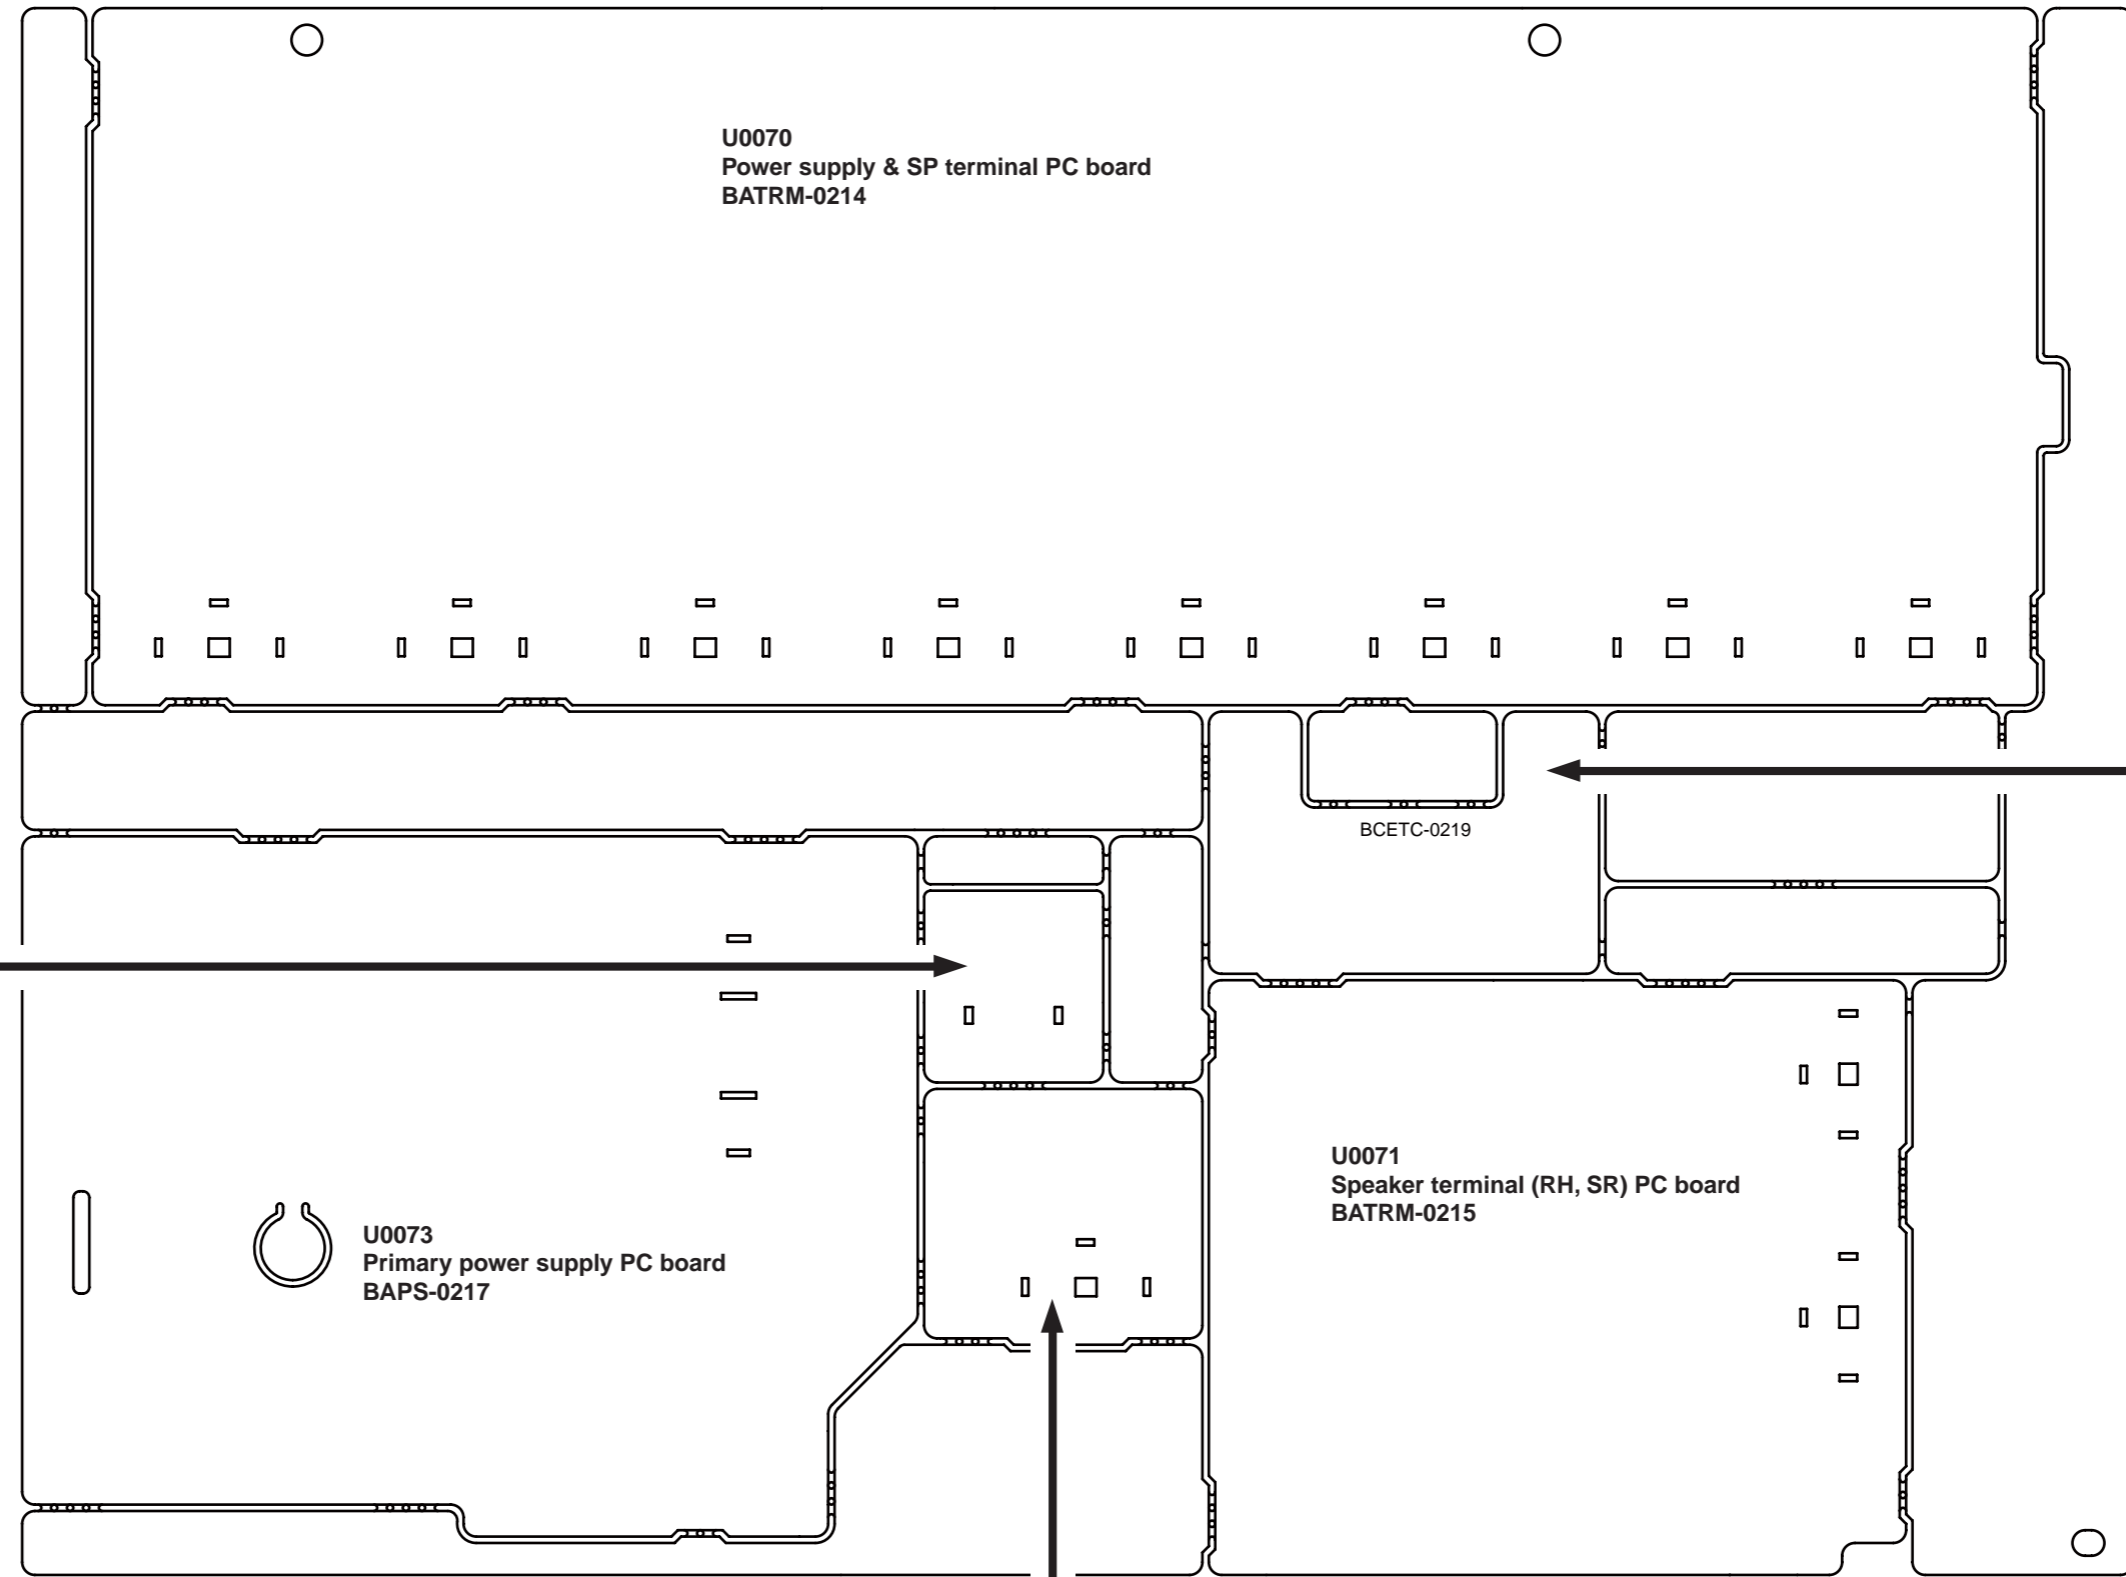 U0070
Power supply & SP terminal PC board
BATRM-0214
BCETC-0219
U0071
Speaker terminal (RH, SR) PC board
BATRM-0215
U0073
Primary power supply PC board
BAPS-0217